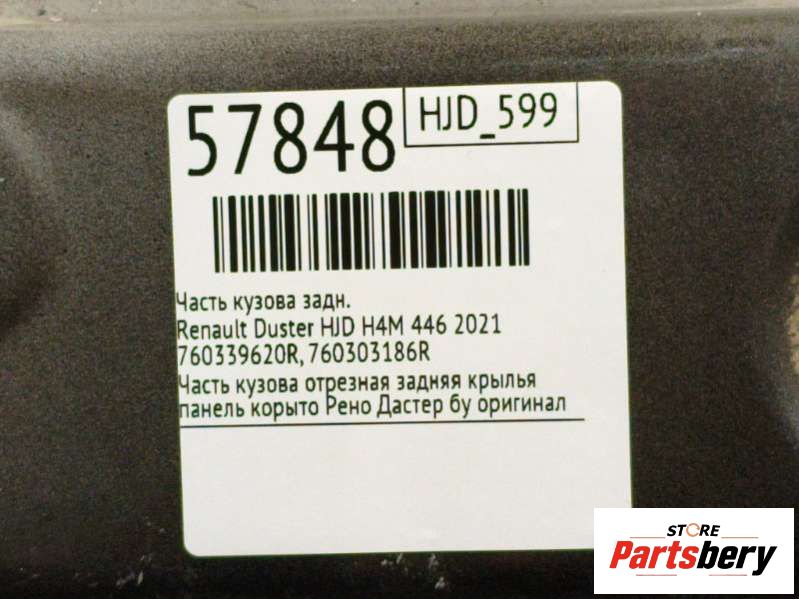 57848
HJD_599
Часть кузова задн.
Renault Duster HJD H4M 446 2021
760339620R, 760303186R
Часть кузова отрезная задняя крылья
панель корыто Рено Дастер бу оригинал
STORE
Partsbery